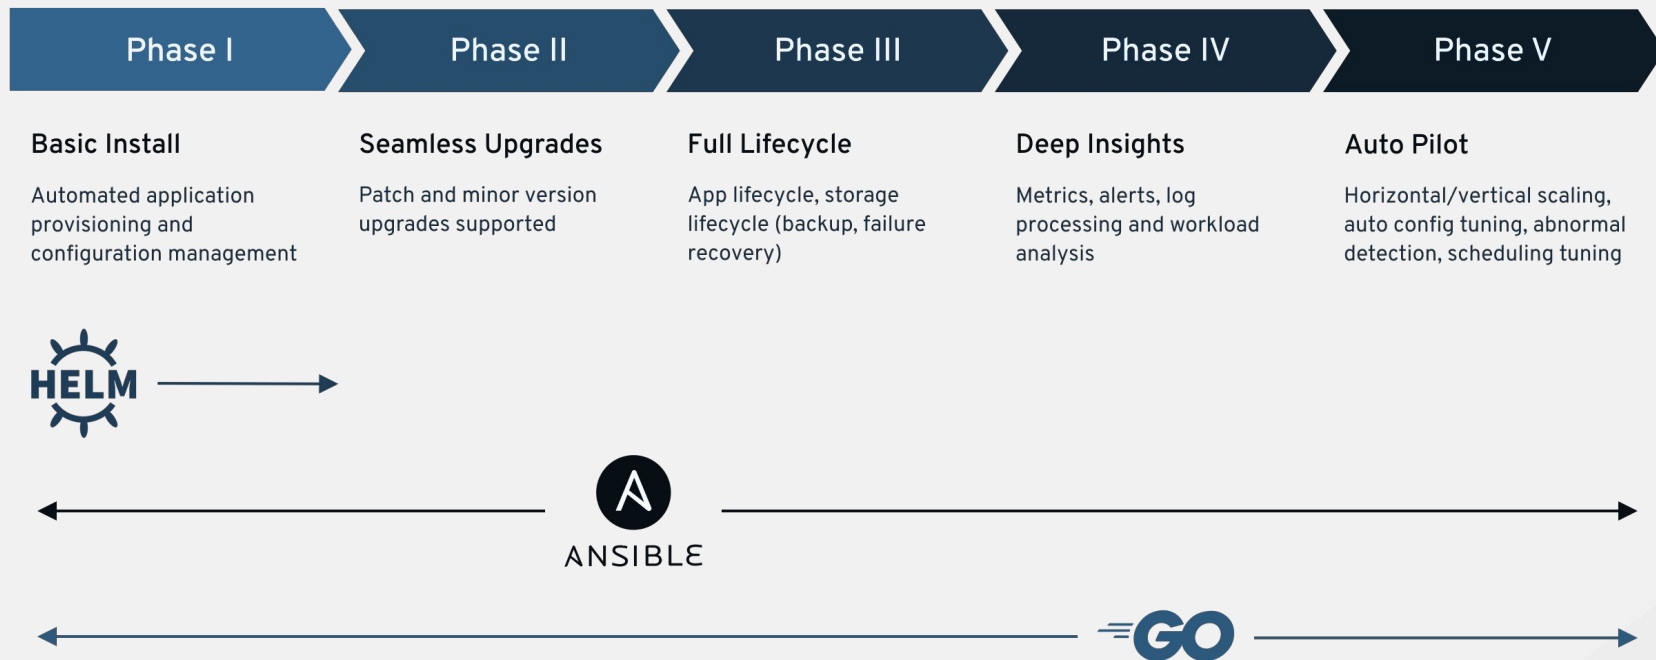 Phase I
Phase II
Phase III
Phase IV
Phase V
Basic Install
Automated application
provisioning and
configuration management
Seamless Upgrades
Patch and minor version
upgrades supported
Full Lifecycle
App lifecycle, storage
lifecycle (backup, failure
recovery)
Deep Insights
Metrics, alerts, log
processing and workload
analysis
Auto Pilot
Horizontal/vertical scaling,
auto config tuning, abnormal
detection, scheduling tuning
HELM
A
ANSIBLE
GO